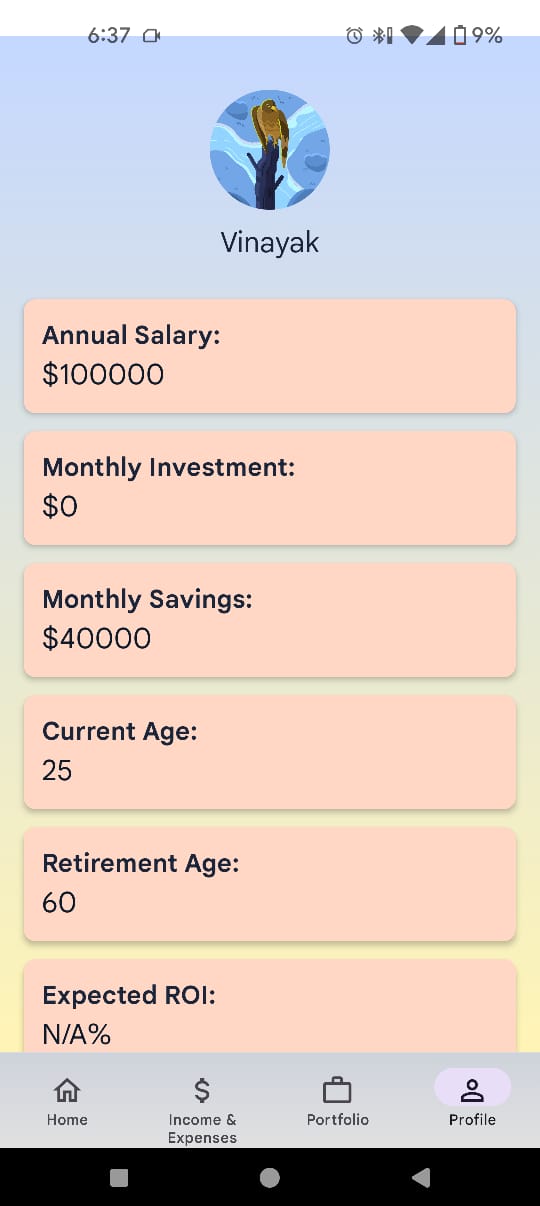 6:37 9%
Vinayak
Annual Salary:
$100000
Monthly Investment:
$0
Monthly Savings:
$40000
Current Age:
25
Retirement Age:
60
Expected ROI:
N/A%
Home
Income &
Expenses
Portfolio
Profile